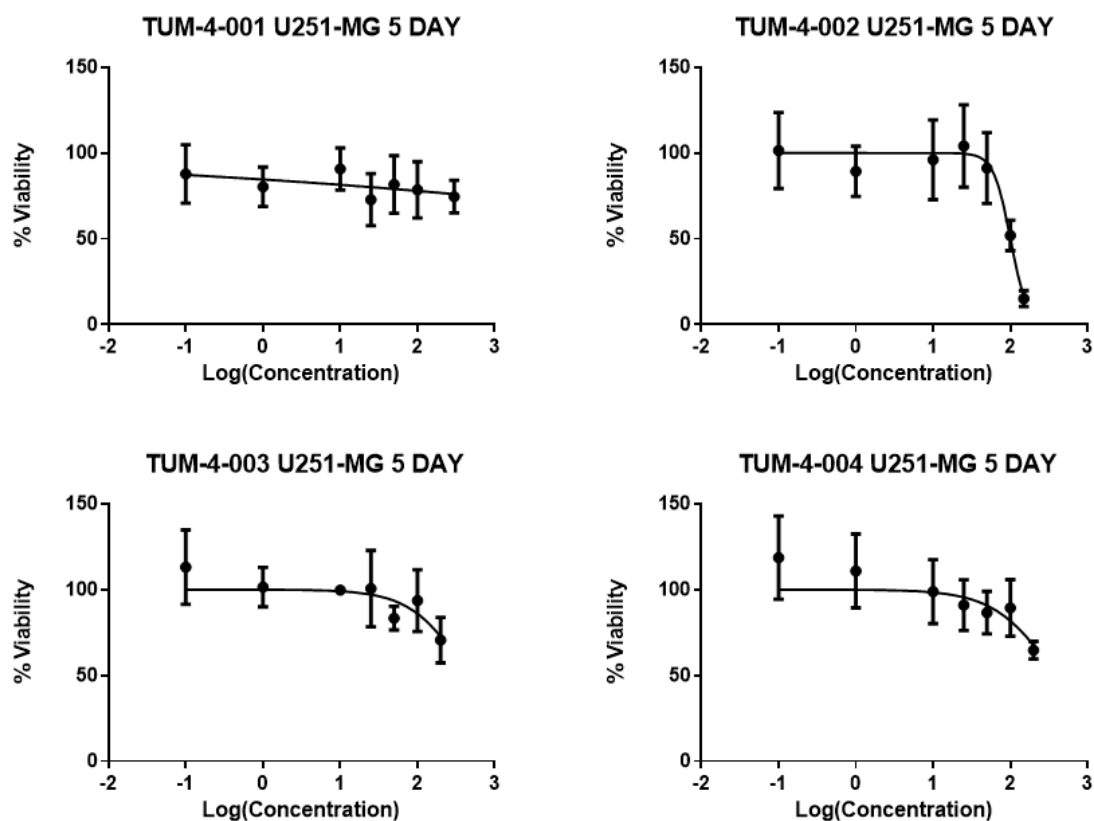 TUM-4-001 U251-MG 5 DAY
150
100
50
0
% Viability
-2 -1 0 1 2 3
Log(Concentration)
TUM-4-002 U251-MG 5 DAY
150
100
50
0
% Viability
-2 -1 0 1 2 3
Log(Concentration)
TUM-4-003 U251-MG 5 DAY
150
100
50
0
% Viability
-2 -1 0 1 2 3
Log(Concentration)
TUM-4-004 U251-MG 5 DAY
150
100
50
0
% Viability
-2 -1 0 1 2 3
Log(Concentration)